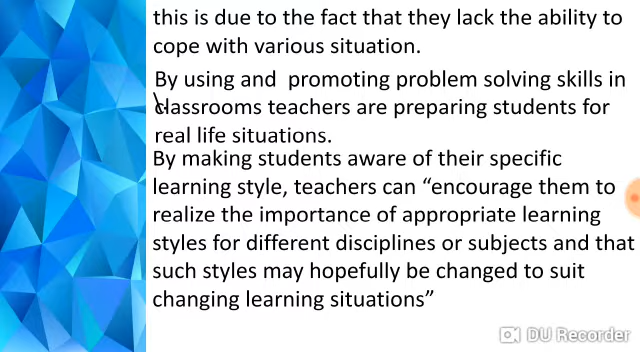 this is due to the fact that they lack the ability to
cope with various situation.
By using and promoting problem solving skills in
classrooms teachers are preparing students for
real life situations.
By making students aware of their specific
learning style, teachers can “encourage them to
realize the importance of appropriate learning
styles for different disciplines or subjects and that
such styles may hopefully be changed to suit
changing learning situations”
DU Recorder